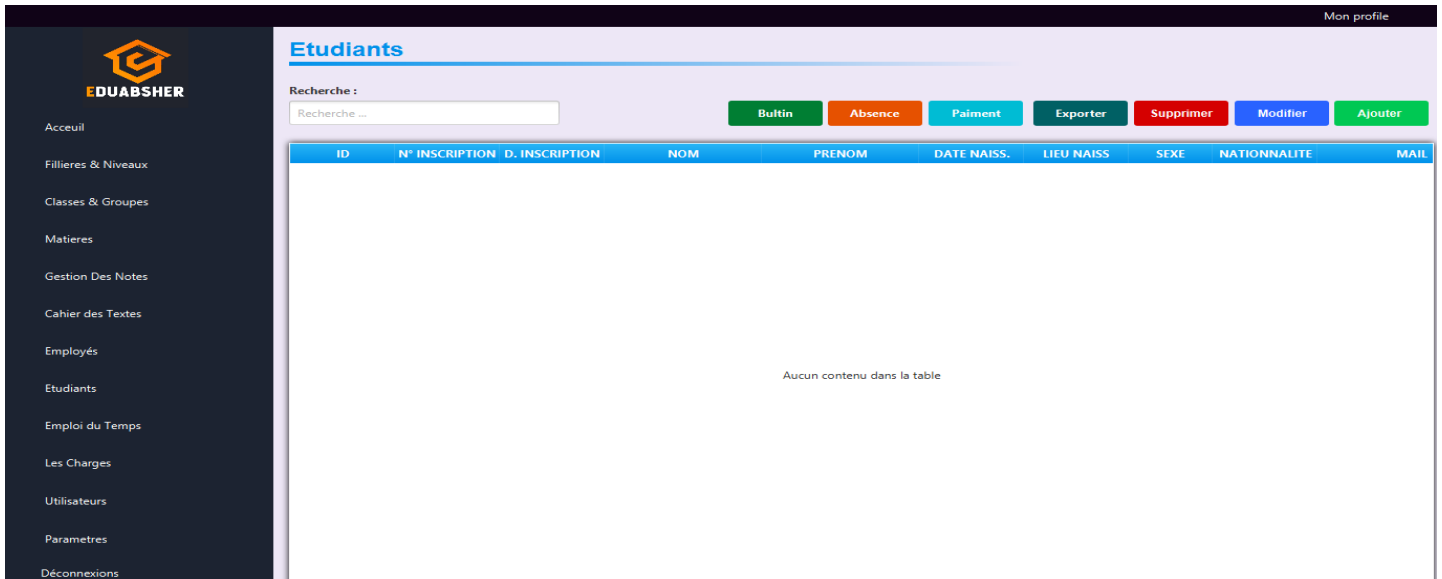 Mon profile
EDUABSHER
Acceuil
Fillieres & Niveaux
Classes & Groupes
Matieres
Gestion Des Notes
Cahier des Textes
Employés
Etudiants
Emploi du Temps
Les Charges
Utilisateurs
Parametres
Déconnexions
Etudiants
Recherche :
Recherche ...
Bultin Absence Paiment Exporter Supprimer Modifier Ajouter
ID N° INSCRIPTION D. INSCRIPTION NOM PRENOM DATE NAISS. LIEU NAISS SEXE NATIONNALITE MAIL
Aucun contenu dans la table